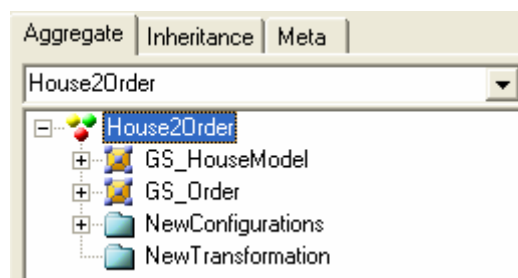 Aggregate Inheritance Meta
House2Order
House2Order
GS_HouseModel
GS_Order
NewConfigurations
NewTransformation